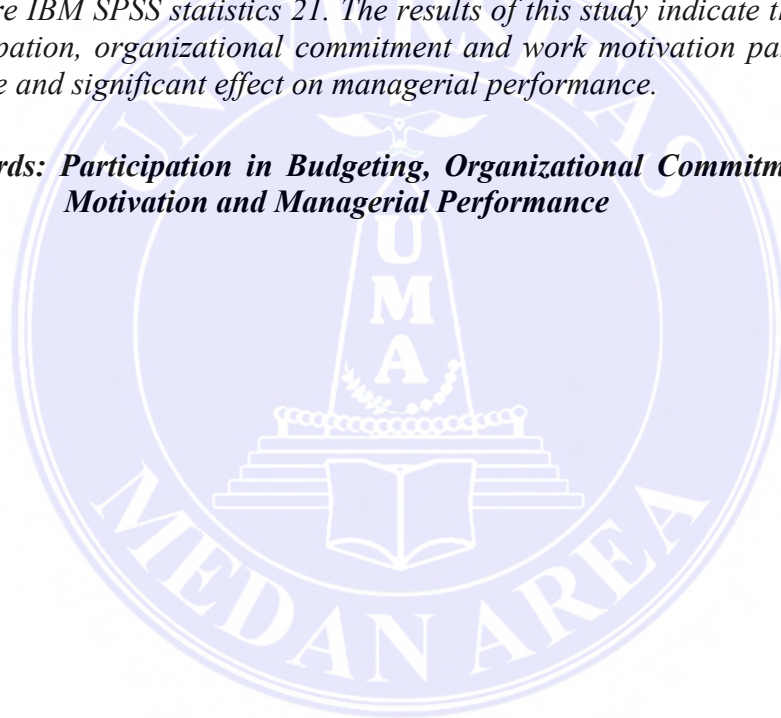 re IBM SPSS statistics 21. The results of this study indicate t
pation, organizational commitment and work motivation pa
e and significant effect on managerial performance.
rds: Participation in Budgeting, Organizational Commitm
Motivation and Managerial Performance
UNIVERSITAS
U
M
A
MEDAN AREA